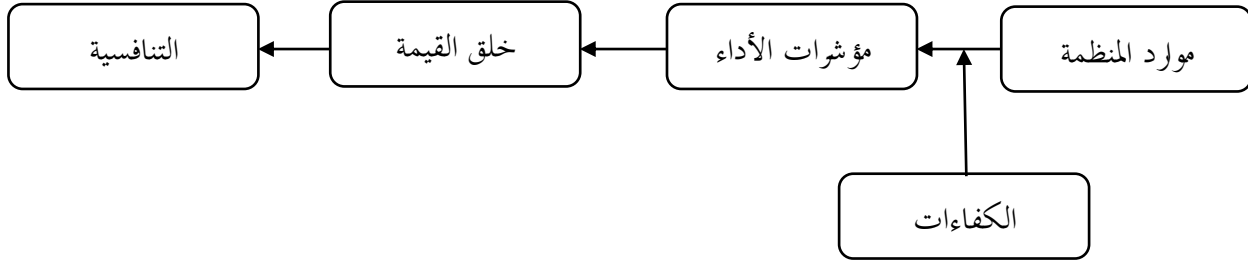 موارد المنظمة
مؤشرات الأداء
خلق القيمة
التنافسية
الكفاءات